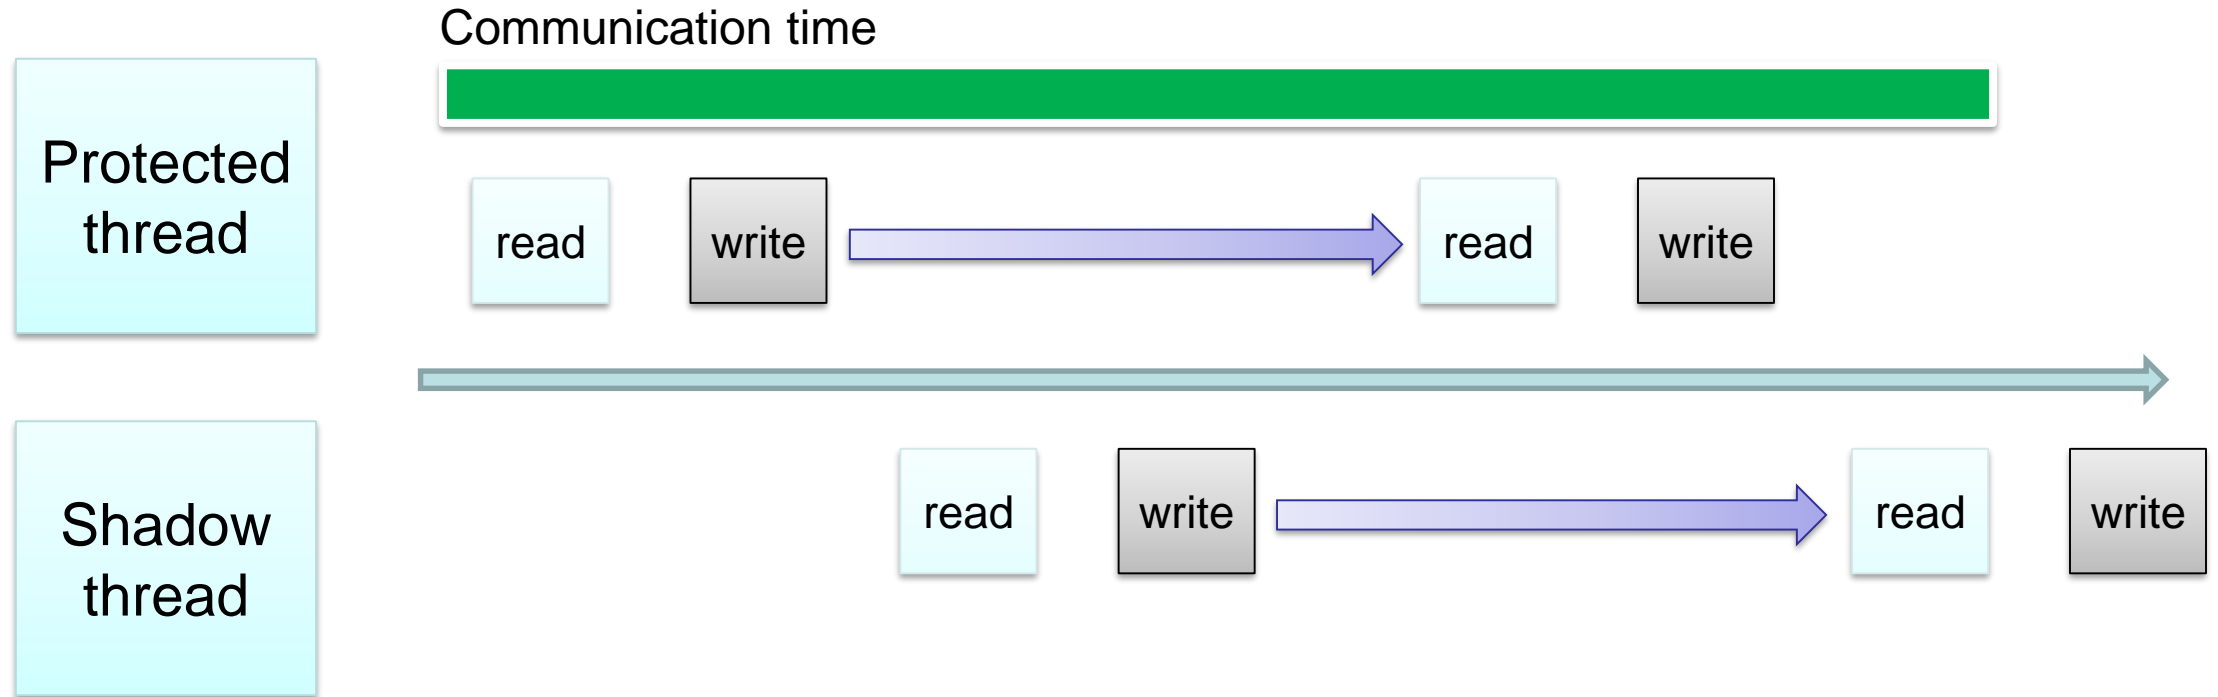 Communication time
Protected
thread
read
write
read
write
Shadow
thread
read
write
read
write